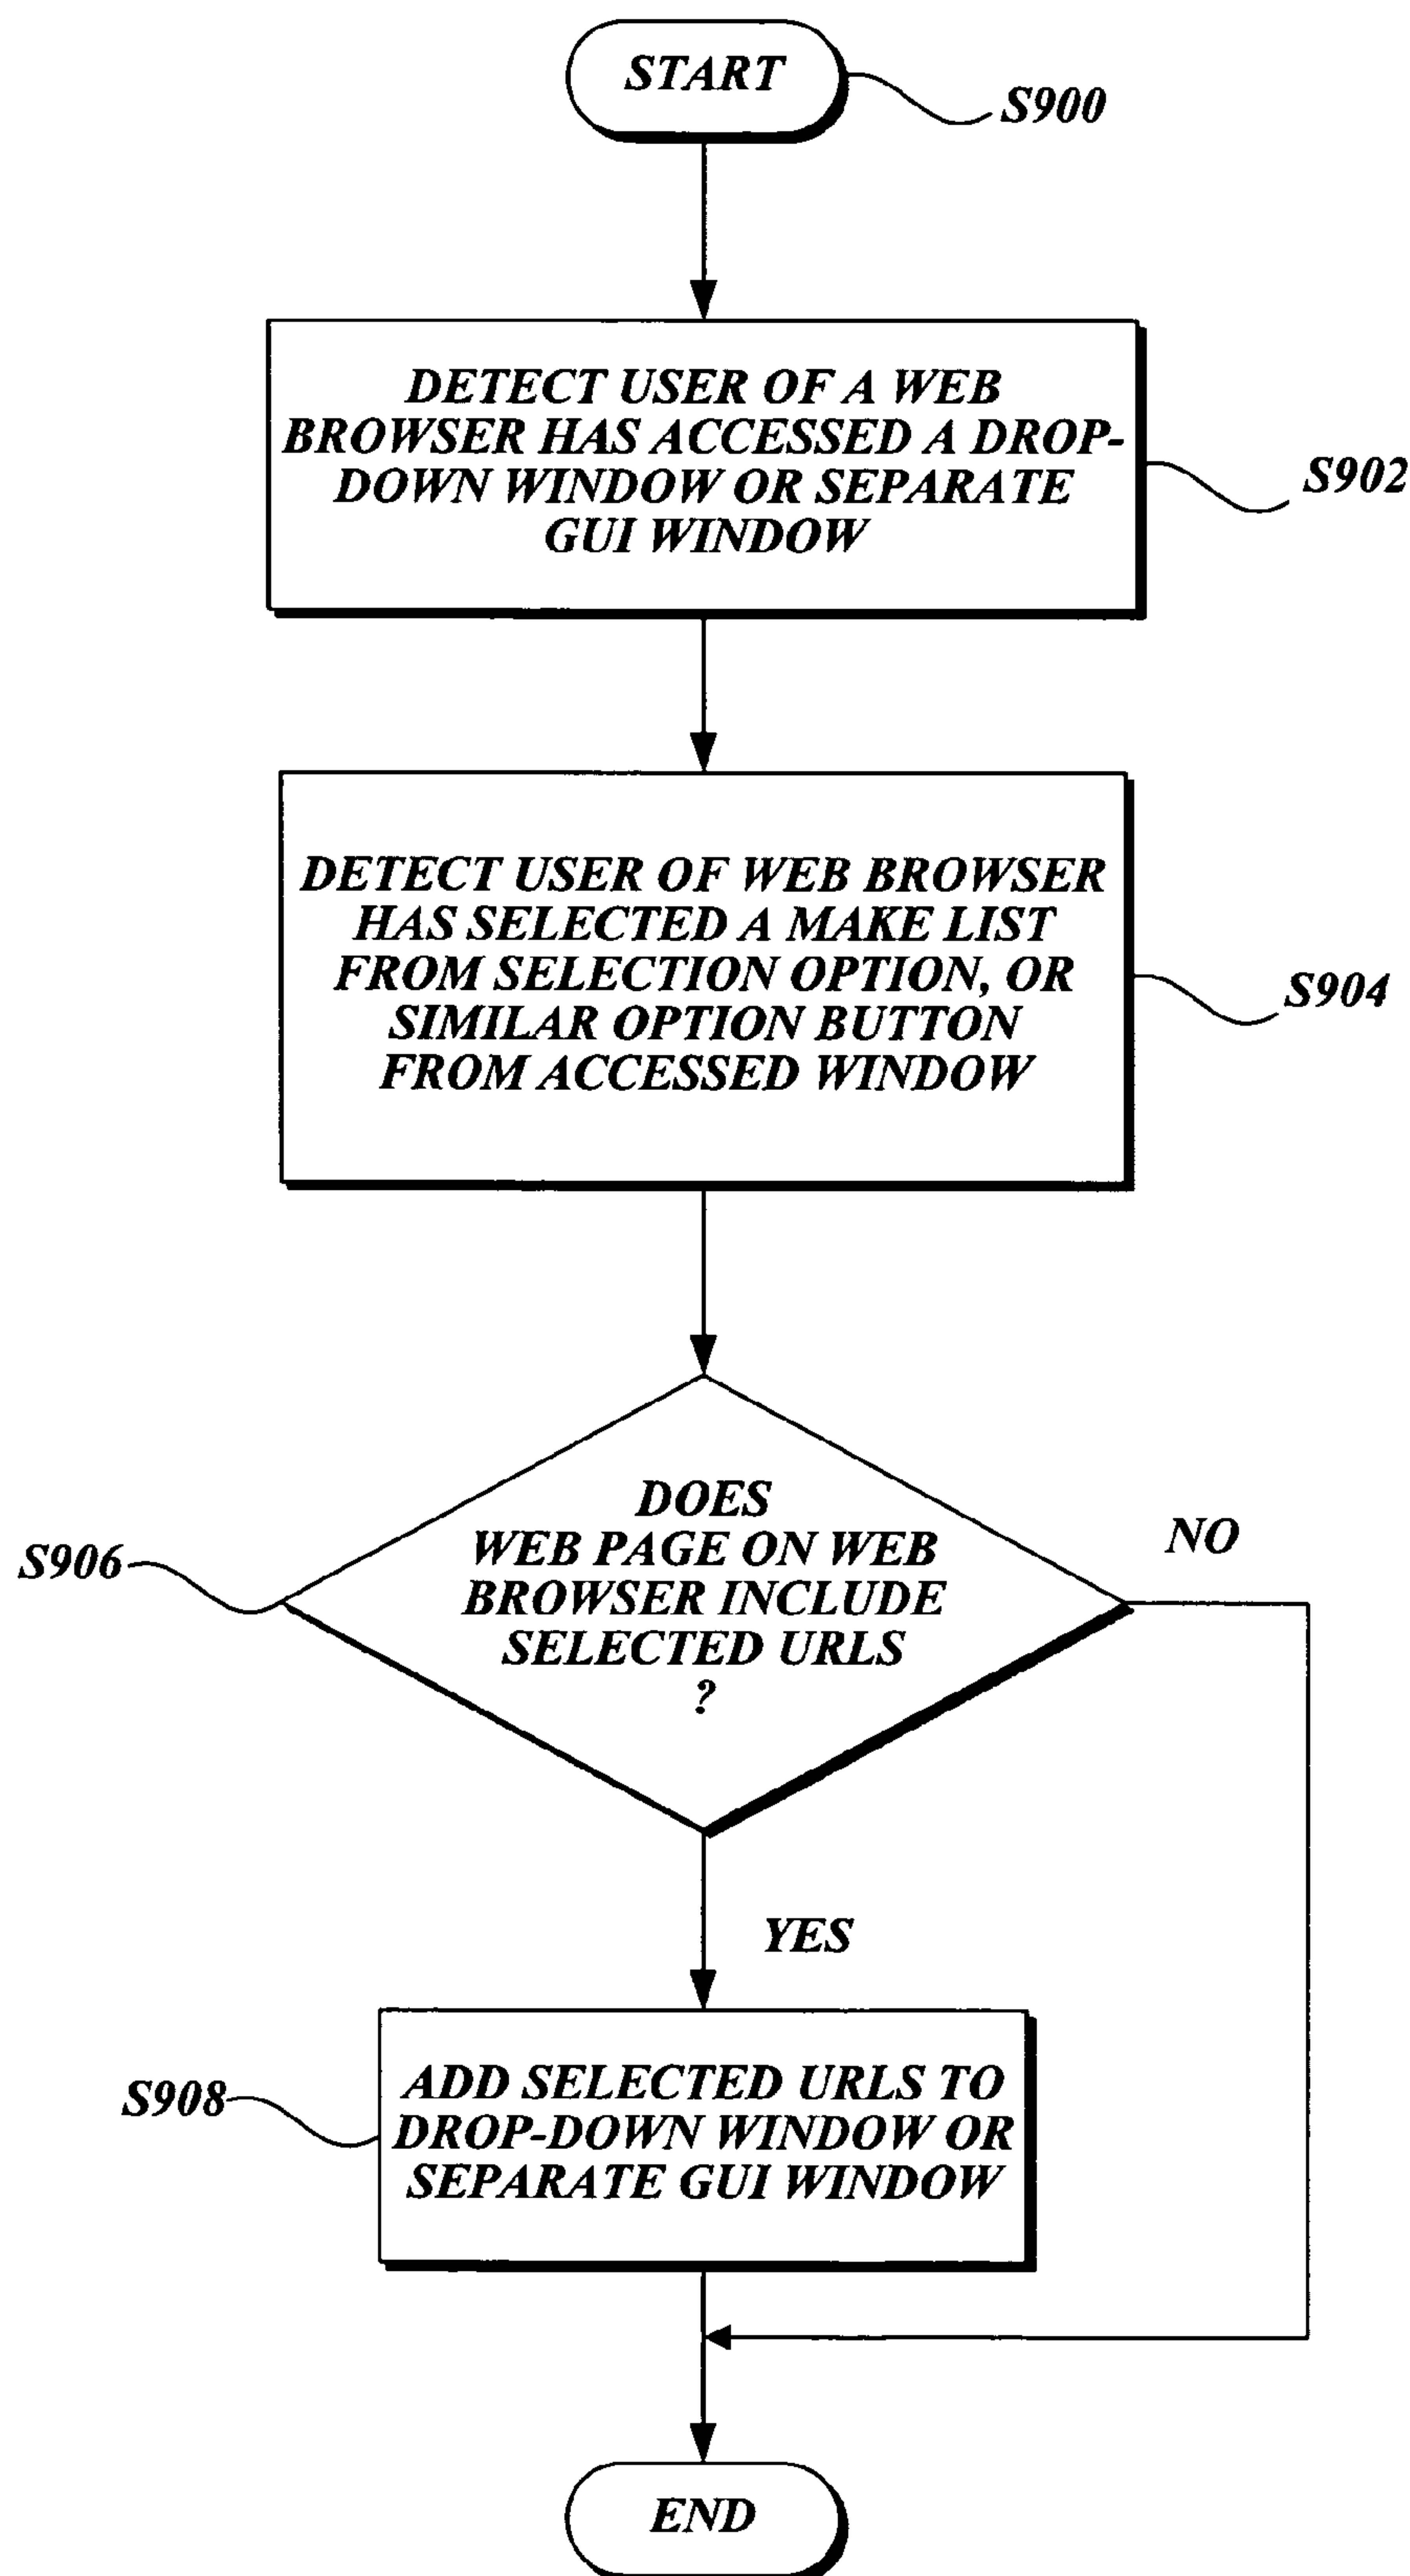 START
S900
DETECT USER OF A WEB
BROWSER HAS ACCESSED A DROP-
DOWN WINDOW OR SEPARATE
GUI WINDOW
S902
DETECT USER OF WEB BROWSER
HAS SELECTED A MAKE LIST
FROM SELECTION OPTION, OR
SIMILAR OPTION BUTTON
FROM ACCESSED WINDOW
S904
DOES
WEB PAGE ON WEB
BROWSER INCLUDE
SELECTED URLS
?
S906
NO
YES
ADD SELECTED URLS TO
DROP-DOWN WINDOW OR
SEPARATE GUI WINDOW
S908
END